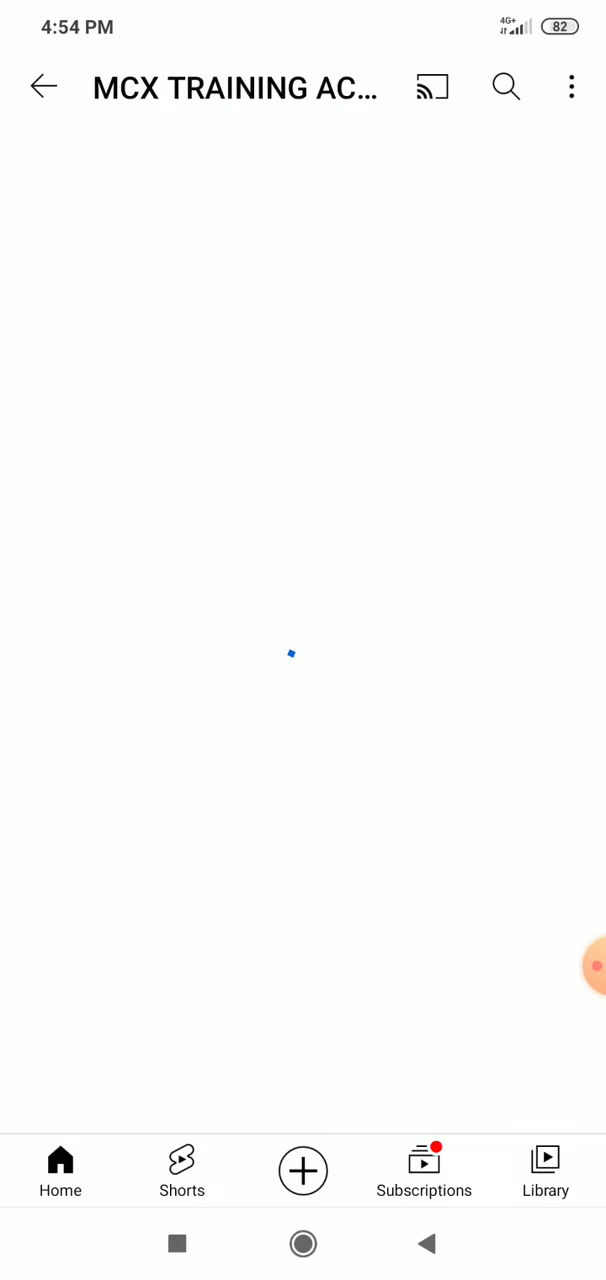 4:54 PM
4G+
82
MCX TRAINING AC...
Home
Shorts
Subscriptions
Library